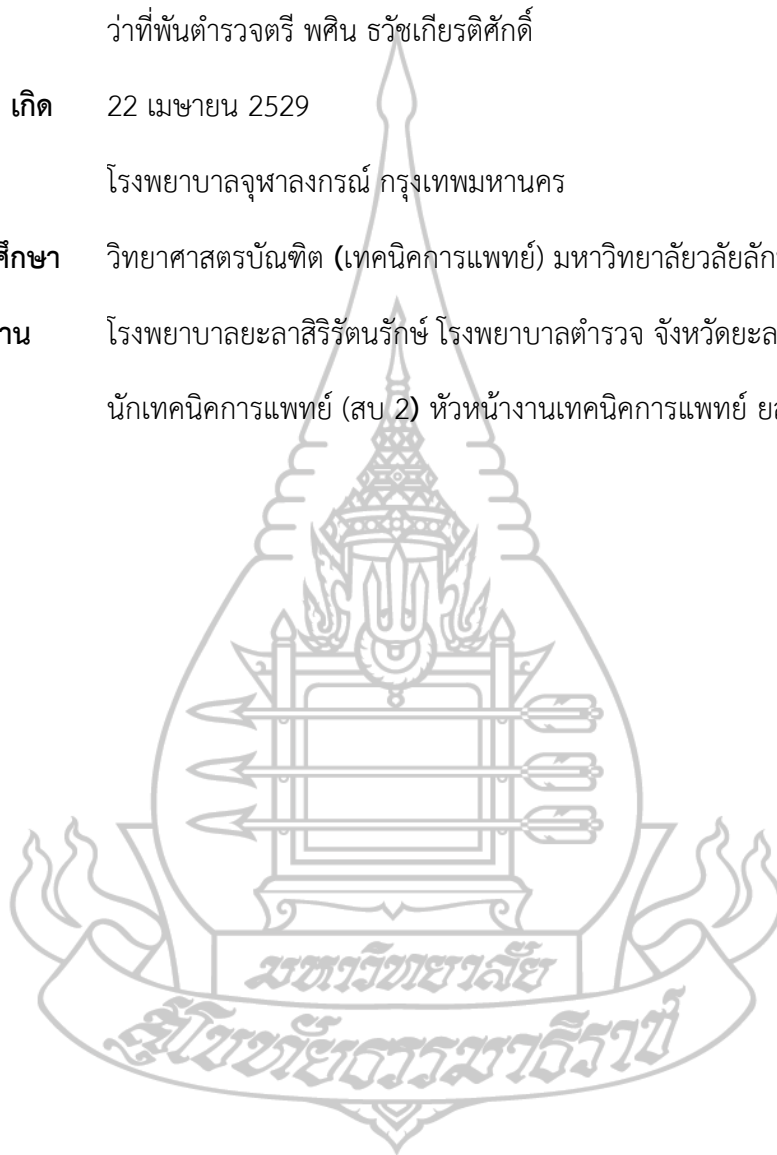 ว่าที่พันตำรวจตรี พศิน ธวัชเกียรติศักดิ์
เกิด 22 เมษายน 2529
โรงพยาบาลจุฬาลงกรณ์ กรุงเทพมหานคร
ศึกษา วิทยาศาสตรบัณฑิต (เทคนิคการแพทย์) มหาวิทยาลัยวลัยลัก
าน โรงพยาบาลยะลาสิริรัตนรักษ์ โรงพยาบาลตำรวจ จังหวัดยะล
นักเทคนิคการแพทย์ (สบ 2) หัวหน้างานเทคนิคการแพทย์ ยส
มหาวิทยาลัย
สุโขทัยธรรมาธิราช